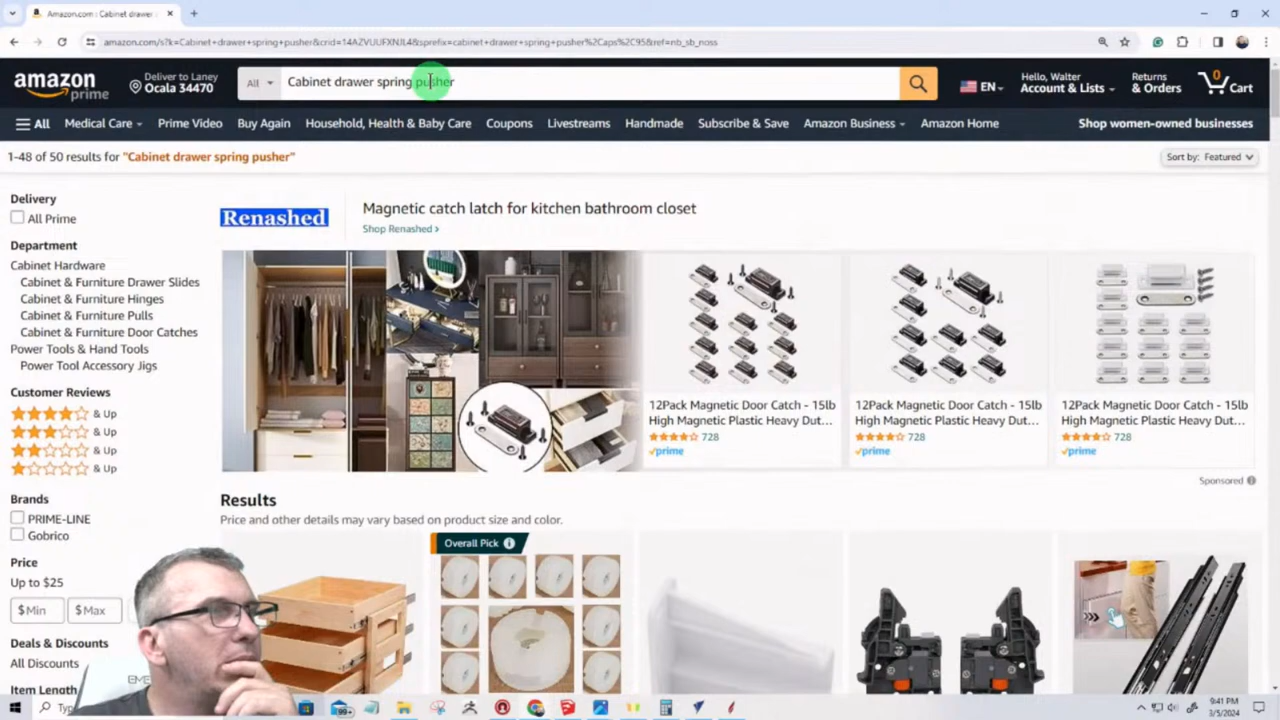 Amazon.com : Cabinet drawer
amazon.com/s?k=Cabinet+drawer+spring+pusher&crid=14AZVUUFXNJL4&sprefix=cabinet+drawer+spring+pusher%2Caps%2C95&ref=nb_sb_noss
amazon prime
Deliver to Laney
Ocala 34470
All
Cabinet drawer spring pusher
EN
Hello, Walter
Account & Lists
Returns
& Orders
0
Cart
All
Medical Care
Prime Video
Buy Again
Household, Health & Baby Care
Coupons
Livestreams
Handmade
Subscribe & Save
Amazon Business
Amazon Home
Shop women-owned businesses
1-48 of 50 results for "Cabinet drawer spring pusher"
Sort by: Featured
Delivery
All Prime
Department
Cabinet Hardware
Cabinet & Furniture Drawer Slides
Cabinet & Furniture Hinges
Cabinet & Furniture Pulls
Cabinet & Furniture Door Catches
Power Tools & Hand Tools
Power Tool Accessory Jigs
Customer Reviews
& Up
& Up
& Up
& Up
Brands
PRIME-LINE
Gobrico
Price
Up to $25
$ Min
$ Max
Deals & Discounts
All Discounts
Item Length
Renashed
Magnetic catch latch for kitchen bathroom closet
Shop Renashed ›
12Pack Magnetic Door Catch - 15lb
High Magnetic Plastic Heavy Dut...
728
prime
12Pack Magnetic Door Catch - 15lb
High Magnetic Plastic Heavy Dut...
728
prime
12Pack Magnetic Door Catch - 15lb
High Magnetic Plastic Heavy Dut...
728
prime
Sponsored
Results
Price and other details may vary based on product size and color.
Overall Pick
EME
Typ
99+
9:41 PM
3/5/2024